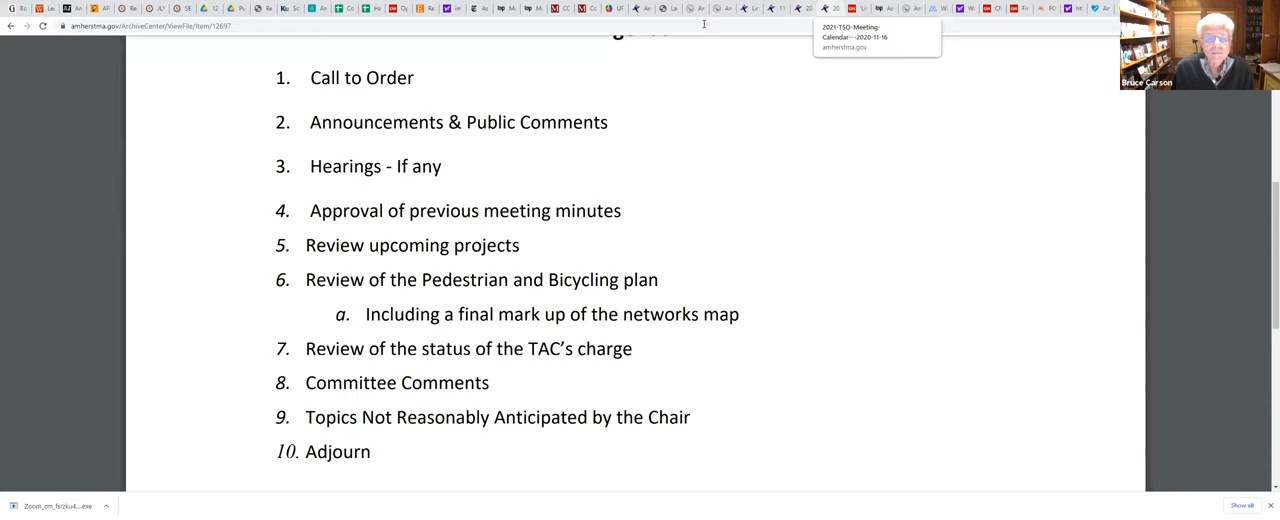 amherstma.gov/ArchiveCenter/ViewFile/Item/12697
2021-TSO-Meeting-
Calendar---2020-11-16
amherstma.gov
Bruce Carson
1. Call to Order
2. Announcements & Public Comments
3. Hearings - If any
4. Approval of previous meeting minutes
5. Review upcoming projects
6. Review of the Pedestrian and Bicycling plan
a. Including a final mark up of the networks map
7. Review of the status of the TAC’s charge
8. Committee Comments
9. Topics Not Reasonably Anticipated by the Chair
10. Adjourn
Zoom_cm_fsrzku4....exe
Show all